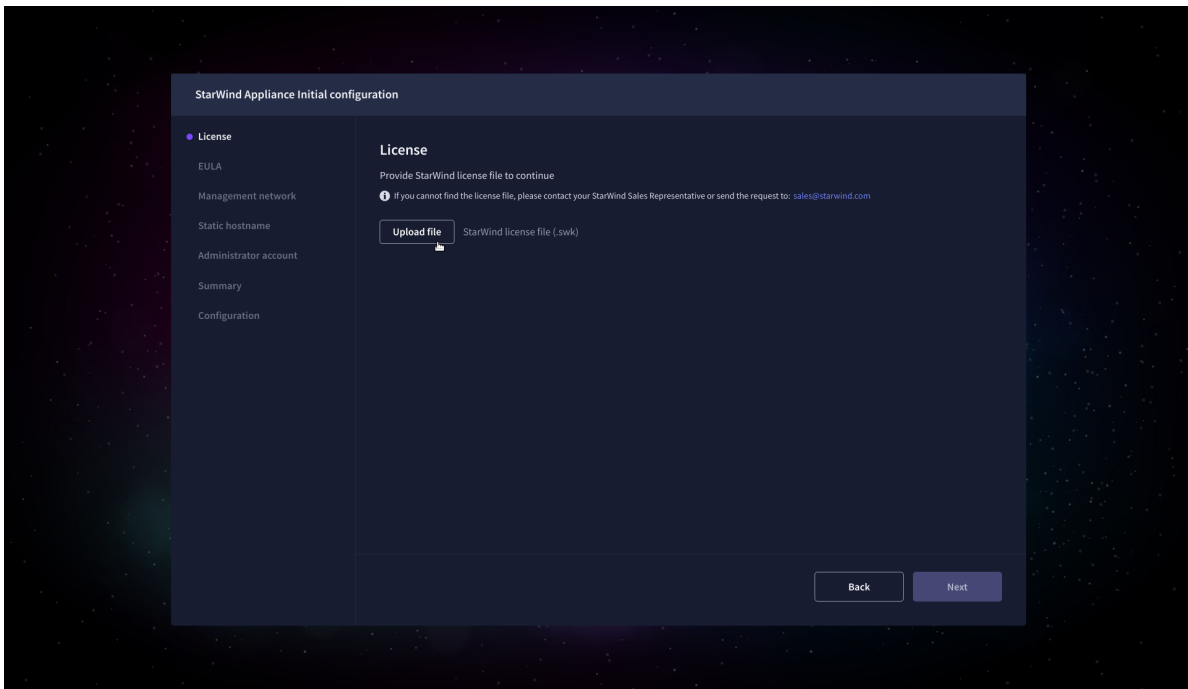 StarWind Appliance Initial configuration
License
EULA
Management network
Static hostname
Administrator account
Summary
Configuration
License
Provide StarWind license file to continue
If you cannot find the license file, please contact your StarWind Sales Representative or send the request to: sales@starwind.com
Upload file StarWind license file (.swk)
Back Next